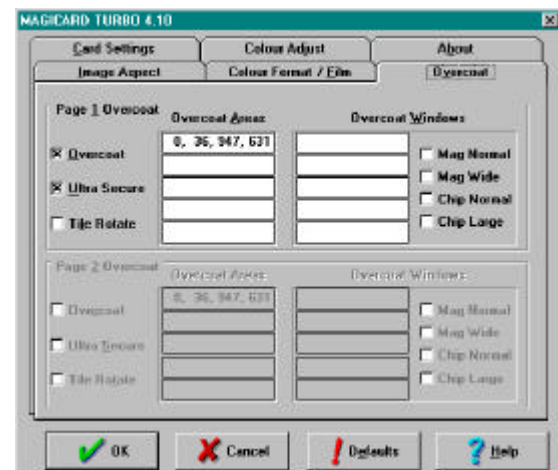 MAGICARD TURBO 4.10
Card Settings
Colour Adjust
About
Image Aspect
Colour Format / Film
Overcoat
Page 1 Overcoat
Overcoat Areas
Overcoat Windows
0, 36, 947, 631
Overcoat
Ultra Secure
Tile Rotate
Mag Normal
Mag Wide
Chip Normal
Chip Large
Page 2 Overcoat
Overcoat Areas
Overcoat Windows
0, 36, 947, 631
Overcoat
Ultra Secure
Tile Rotate
Mag Normal
Mag Wide
Chip Normal
Chip Large
OK
Cancel
Defaults
Help